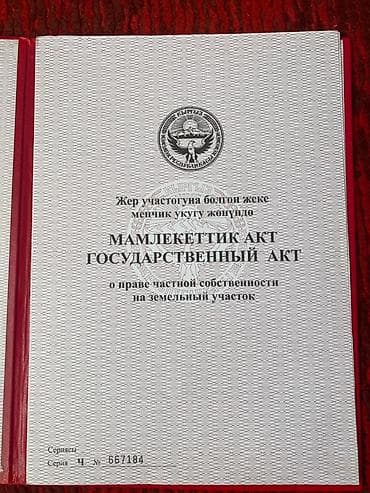 Жер участогуна болгон жеке
менчик укугу жөнүндө
МАМЛЕКЕТТИК АКТ
ГОСУДАРСТВЕННЫЙ АКТ
о праве частной собственности
на земельный участок
Сериясы
Серия Ч № 667184